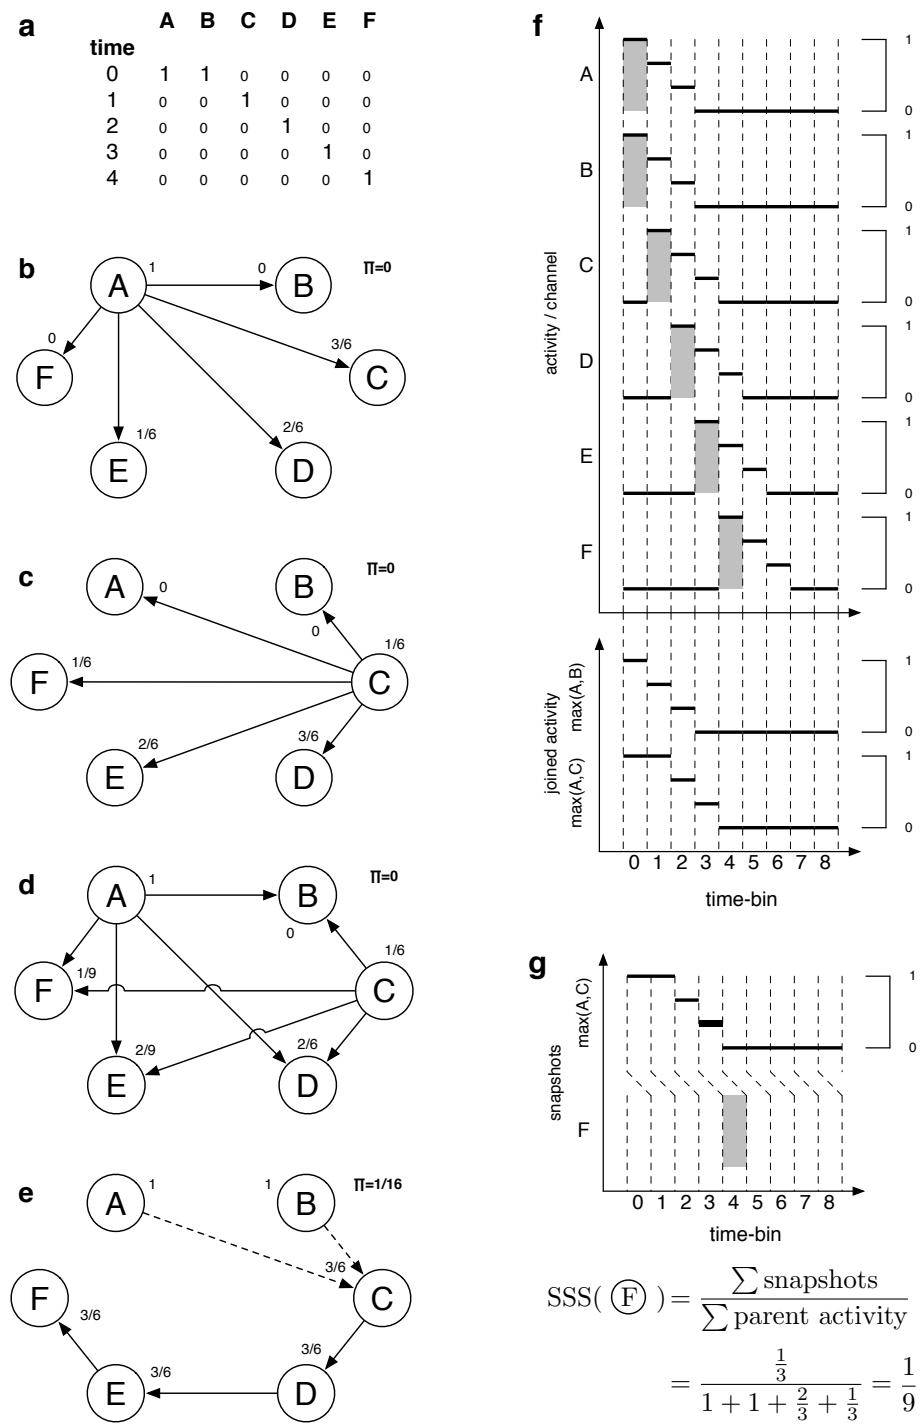 a
A B C D E F
time
0 1 1 0 0 0 0
1 0 0 1 0 0 0
2 0 0 0 1 0 0
3 0 0 0 0 1 0
4 0 0 0 0 0 1
b
A 1 0 B Π=0
0 3/6
F C
1/6 2/6
E D
c
A 0 B Π=0
0
1/6 1/6
F C
2/6 3/6
E D
d
A 1 B Π=0
0
1/9 1/6
F C
2/9 2/6
E D
e
A 1 1 B Π=1/16
3/6
F C
3/6 3/6
3/6
E D
f
activity / channel
A 1
0
B 1
0
C 1
0
D 1
0
E 1
0
F 1
0
joined activity
max(A,B) 1
0
max(A,C) 1
0
0 1 2 3 4 5 6 7 8
time-bin
g
snapshots
max(A,C) 1
0
F
0 1 2 3 4 5 6 7 8
time-bin
SSS( F ) = ∑ snapshots / ∑ parent activity
= 1/3 / 1 + 1 + 2/3 + 1/3 = 1/9